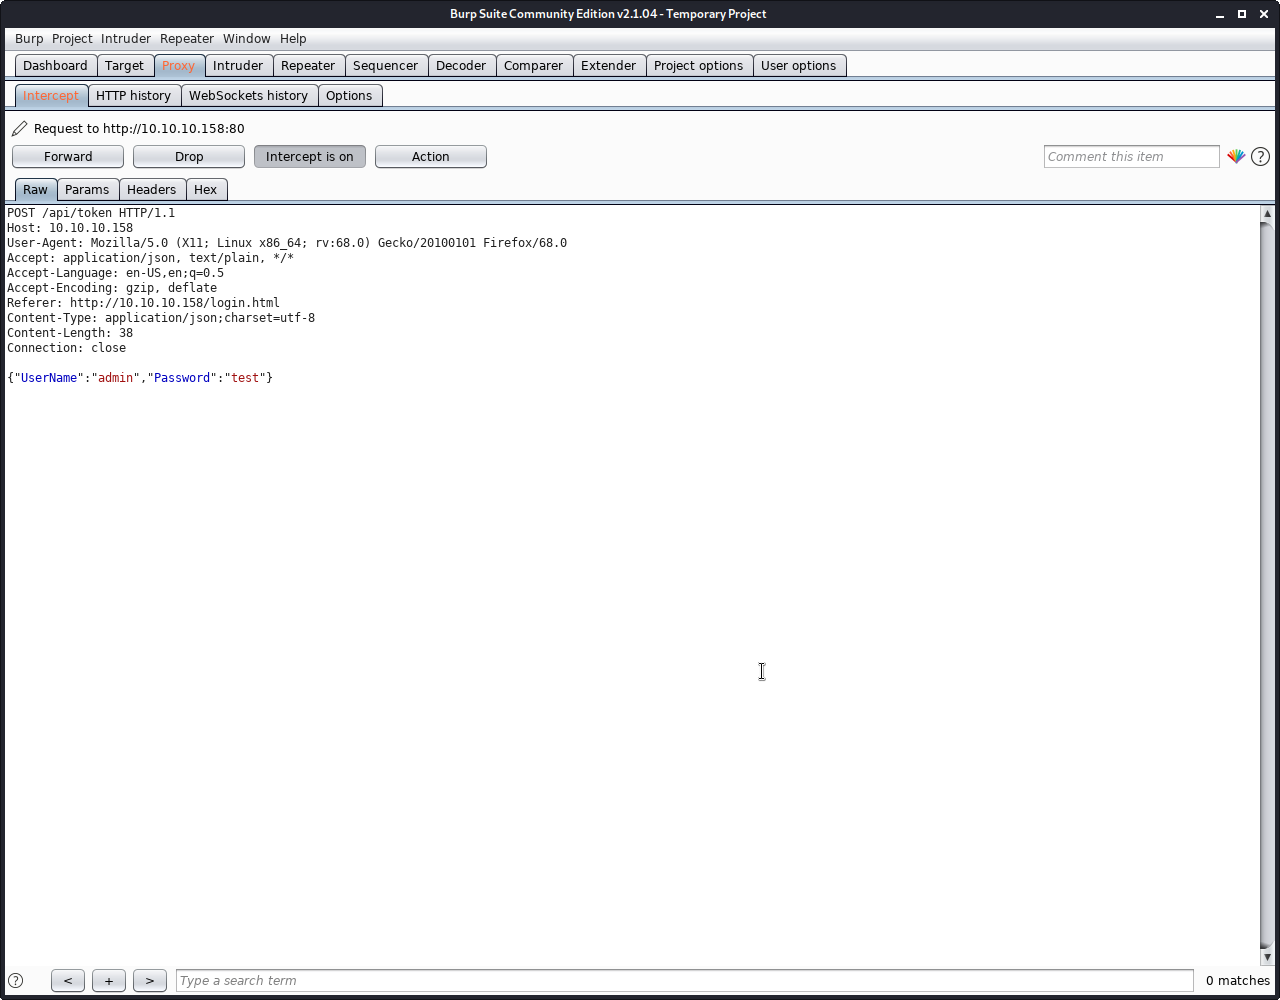 Burp Suite Community Edition v2.1.04 - Temporary Project
Burp Project Intruder Repeater Window Help
Dashboard Target Proxy Intruder Repeater Sequencer Decoder Comparer Extender Project options User options
Intercept HTTP history WebSockets history Options
Request to http://10.10.10.158:80
Forward Drop Intercept is on Action Comment this item ?
Raw Params Headers Hex
POST /api/token HTTP/1.1
Host: 10.10.10.158
User-Agent: Mozilla/5.0 (X11; Linux x86_64; rv:68.0) Gecko/20100101 Firefox/68.0
Accept: application/json, text/plain, */*
Accept-Language: en-US,en;q=0.5
Accept-Encoding: gzip, deflate
Referer: http://10.10.10.158/login.html
Content-Type: application/json;charset=utf-8
Content-Length: 38
Connection: close
{"UserName":"admin","Password":"test"}
? < + > Type a search term 0 matches